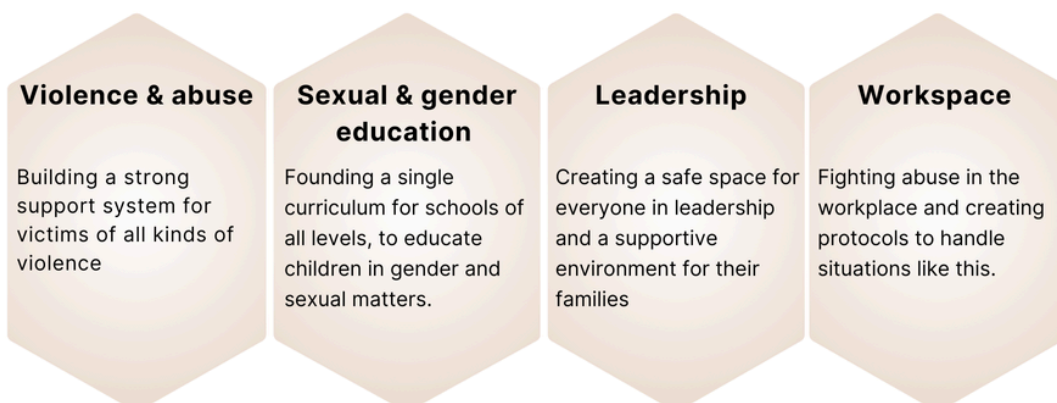 Violence & abuse
Building a strong
support system for
victims of all kinds of
violence
Sexual & gender
education
Founding a single
curriculum for schools of
all levels, to educate
children in gender and
sexual matters.
Leadership
Creating a safe space for
everyone in leadership
and a supportive
environment for their
families
Workspace
Fighting abuse in the
workplace and creating
protocols to handle
situations like this.